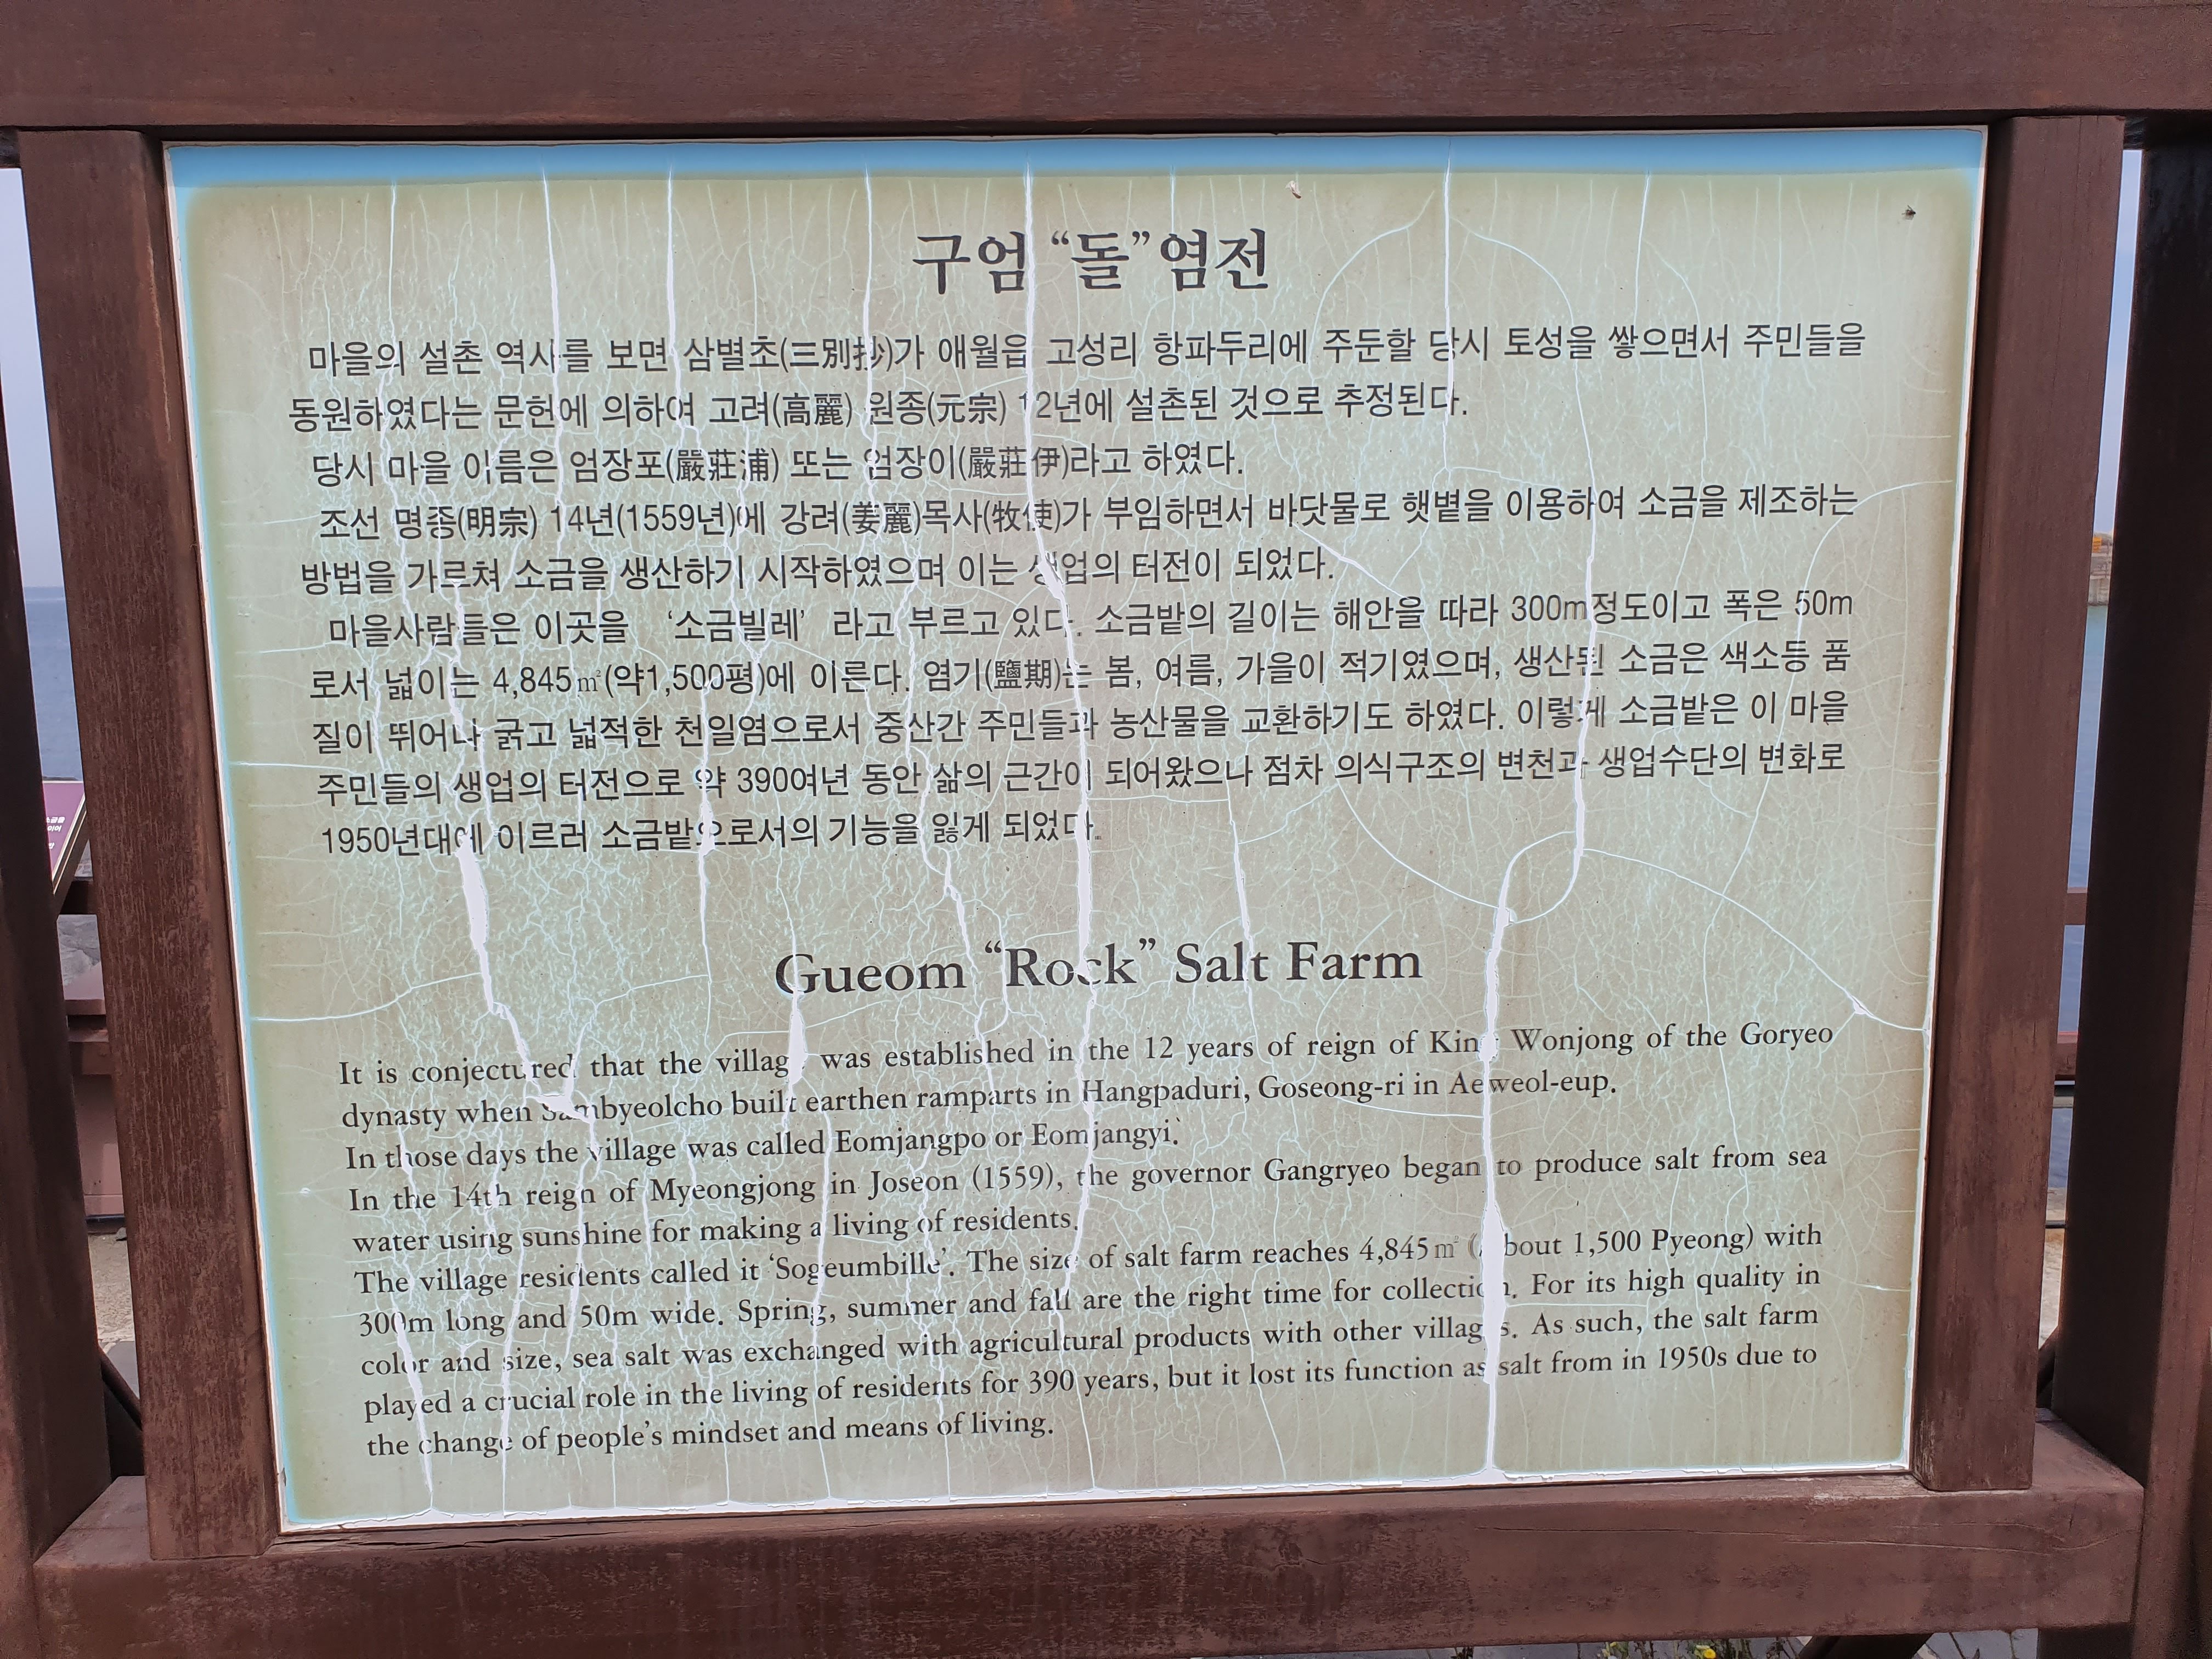 구엄 “돌” 염전
마을의 설촌 역사를 보면 삼별초(三別抄)가 애월읍 고성리 항파두리에 주둔할 당시 토성을 쌓으면서 주민들을
동원하였다는 문헌에 의하여 고려(高麗) 원종(元宗) 12년에 설촌된 것으로 추정된다.
당시 마을 이름은 엄장포(嚴莊浦) 또는 엄장이(嚴莊伊)라고 하였다.
조선 명종(明宗) 14년(1559년)에 강려(姜麗)목사(牧使)가 부임하면서 바닷물로 햇볕을 이용하여 소금을 제조하는
방법을 가르쳐 소금을 생산하기 시작하였으며 이는 생업의 터전이 되었다.
마을사람들은 이곳을 ‘소금빌레’ 라고 부르고 있다. 소금밭의 길이는 해안을 따라 300m정도이고 폭은 50m
로서 넓이는 4,845㎡(약1,500평)에 이른다. 염기(鹽期)는 봄, 여름, 가을이 적기였으며, 생산된 소금은 색소등 품
질이 뛰어나 굵고 넓적한 천일염으로서 중산간 주민들과 농산물을 교환하기도 하였다. 이렇게 소금밭은 이 마을
주민들의 생업의 터전으로 약 390여년 동안 삶의 근간이 되어왔으나 점차 의식구조의 변천과 생업수단의 변화로
1950년대에 이르러 소금밭으로서의 기능을 잃게 되었다.
Gueom “Rock” Salt Farm
It is conjectured that the village was established in the 12 years of reign of King Wonjong of the Goryeo
dynasty when Sambyeolcho built earthen ramparts in Hangpaduri, Goseong-ri in Aeweol-eup.
In those days the village was called Eomjangpo or Eomjangyi.
In the 14th reign of Myeongjong in Joseon (1559), the governor Gangryeo began to produce salt from sea
water using sunshine for making a living of residents.
The village residents called it ‘Sogeumbille’. The size of salt farm reaches 4,845㎡ (About 1,500 Pyeong) with
300m long and 50m wide. Spring, summer and fall are the right time for collection. For its high quality in
color and size, sea salt was exchanged with agricultural products with other villages. As such, the salt farm
played a crucial role in the living of residents for 390 years, but it lost its function as salt from in 1950s due to
the change of people’s mindset and means of living.